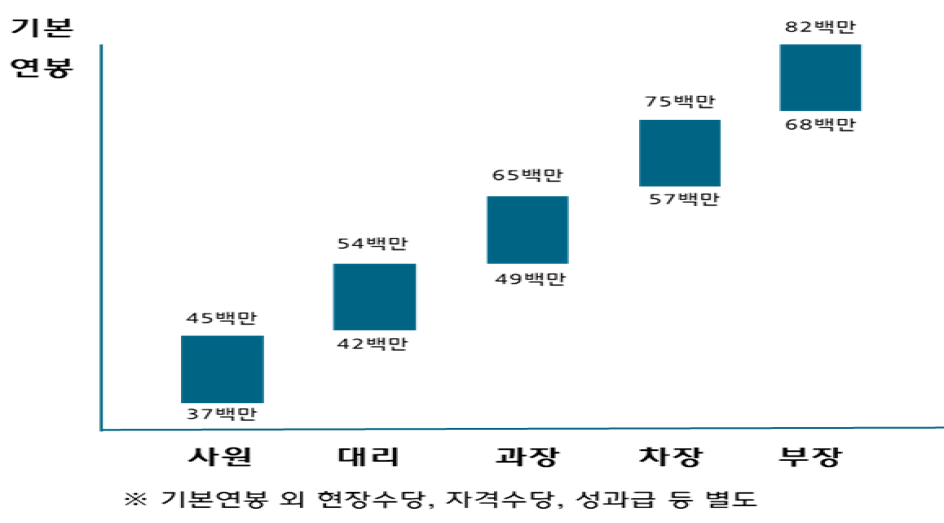 기본
연봉
82백만
68백만
75백만
57백만
65백만
49백만
54백만
42백만
45백만
37백만
사원 대리 과장 차장 부장
※ 기본연봉 외 현장수당, 자격수당, 성과급 등 별도